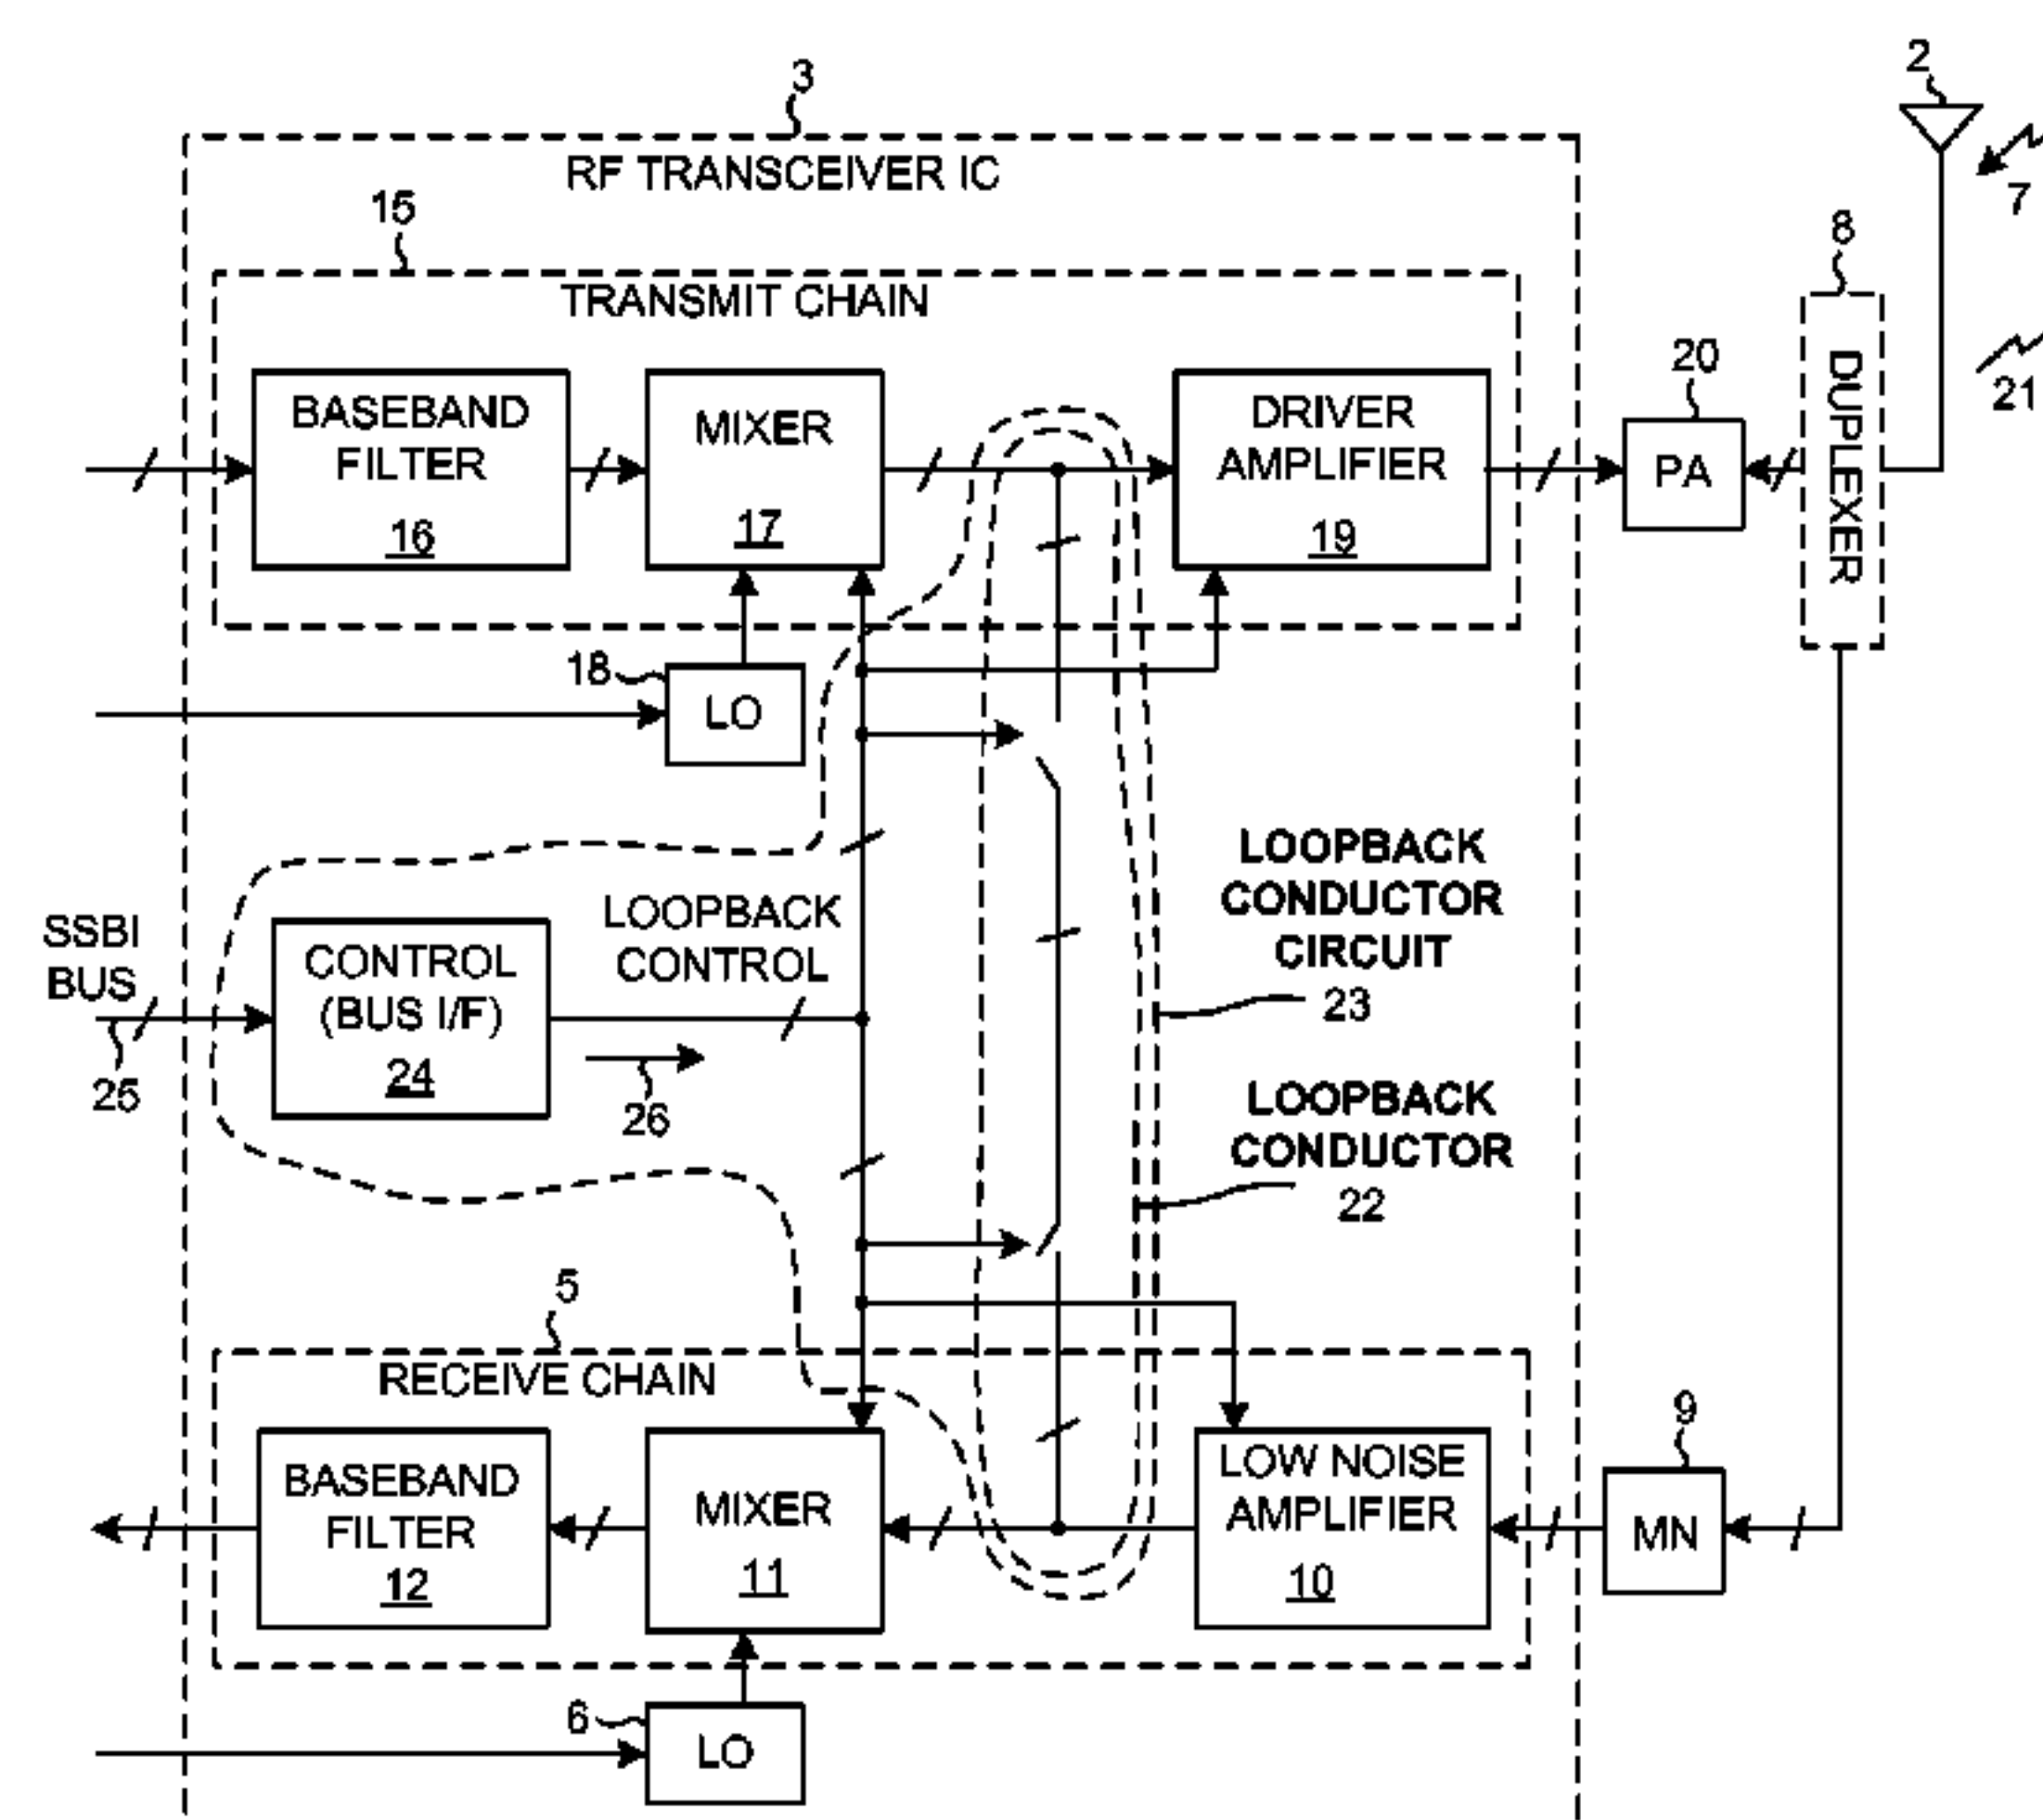 3
2
RF TRANSCEIVER IC
7
15
8
TRANSMIT CHAIN
20
21
BASEBAND
FILTER
16
MIXER
17
DRIVER
AMPLIFIER
19
PA
DUPLEXER
18
LO
LOOPBACK
CONDUCTOR
CIRCUIT
23
SSBI
BUS
25
CONTROL
(BUS I/F)
24
LOOPBACK
CONTROL
26
LOOPBACK
CONDUCTOR
22
5
RECEIVE CHAIN
9
BASEBAND
FILTER
12
MIXER
11
LOW NOISE
AMPLIFIER
10
MN
6
LO